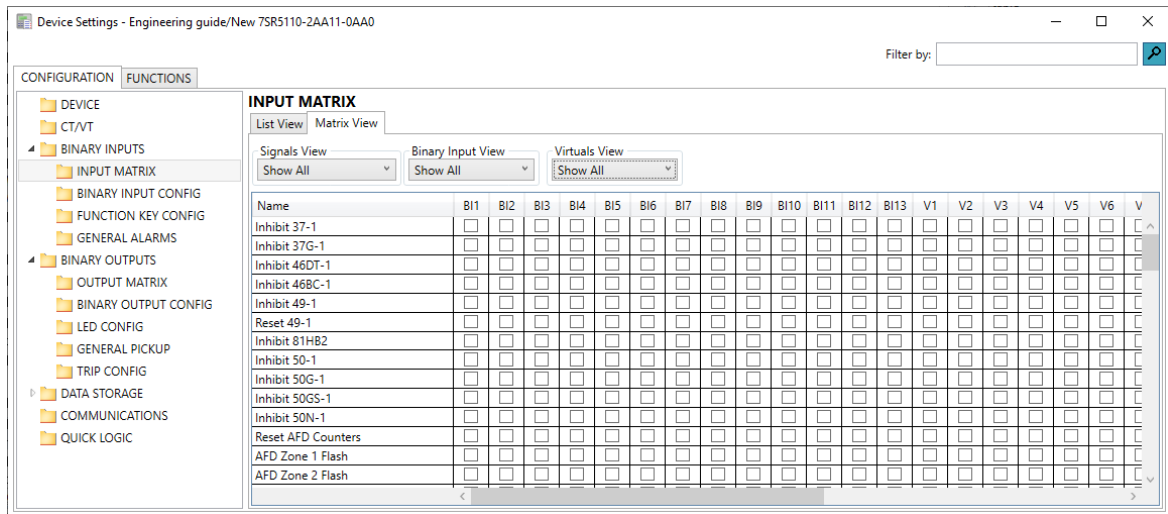 Device Settings - Engineering guide/New 7SR5110-2AA11-0AA0
Filter by:
CONFIGURATION FUNCTIONS
DEVICE
CT/VT
BINARY INPUTS
INPUT MATRIX
BINARY INPUT CONFIG
FUNCTION KEY CONFIG
GENERAL ALARMS
BINARY OUTPUTS
OUTPUT MATRIX
BINARY OUTPUT CONFIG
LED CONFIG
GENERAL PICKUP
TRIP CONFIG
DATA STORAGE
COMMUNICATIONS
QUICK LOGIC
INPUT MATRIX
List View Matrix View
Signals View Binary Input View Virtuals View
Show All Show All Show All
Name BI1 BI2 BI3 BI4 BI5 BI6 BI7 BI8 BI9 BI10 BI11 BI12 BI13 V1 V2 V3 V4 V5 V6 V
Inhibit 37-1
Inhibit 37G-1
Inhibit 46DT-1
Inhibit 46BC-1
Inhibit 49-1
Reset 49-1
Inhibit 81HB2
Inhibit 50-1
Inhibit 50G-1
Inhibit 50GS-1
Inhibit 50N-1
Reset AFD Counters
AFD Zone 1 Flash
AFD Zone 2 Flash